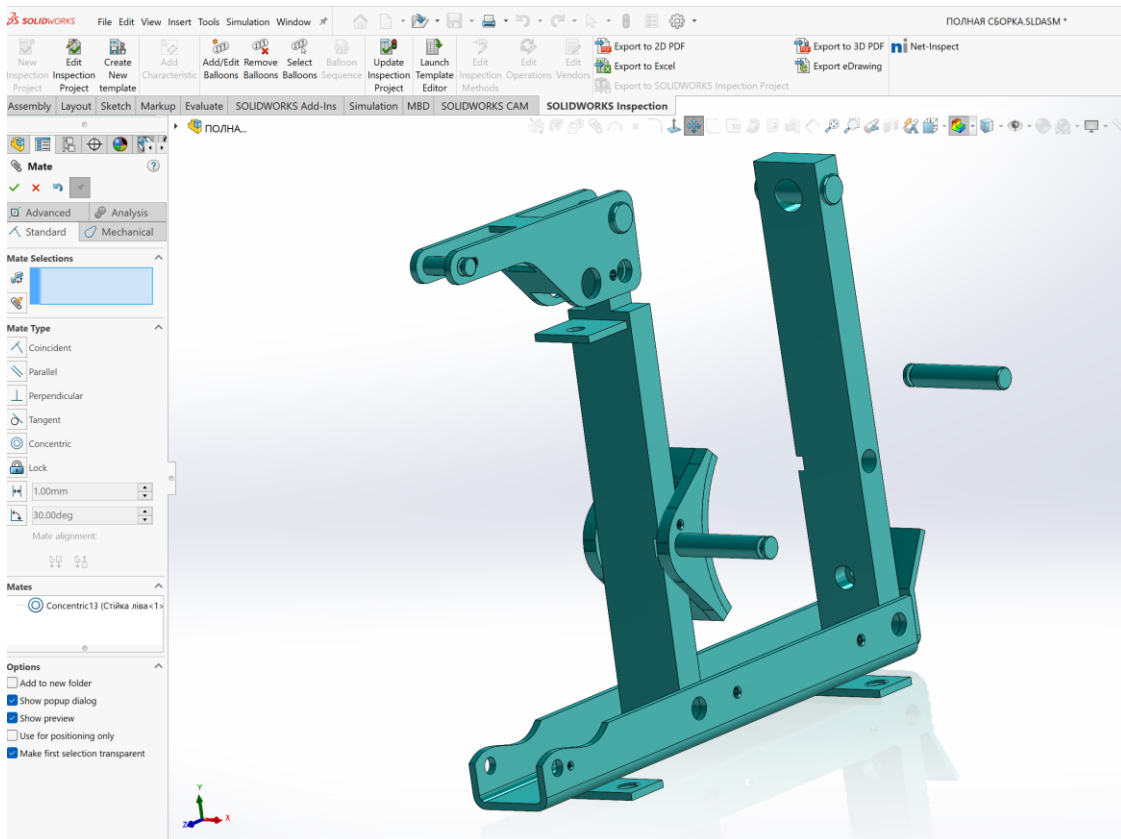 SOLIDWORKS File Edit View Insert Tools Simulation Window ПОЛНАЯ СБОРКА.SLDASM *
New Inspection Project
Edit Inspection Project
Create New template
Add Characteristic
Add/Edit Balloons
Remove Balloons
Select Balloons
Balloon Sequence
Update Inspection Project
Launch Template Editor
Edit Inspection Methods
Edit Operations
Edit Vendors
Export to 2D PDF
Export to Excel
Export to SOLIDWORKS Inspection Project
Export to 3D PDF
Export eDrawing
Net-Inspect
Assembly Layout Sketch Markup Evaluate SOLIDWORKS Add-Ins Simulation MBD SOLIDWORKS CAM SOLIDWORKS Inspection
ПОЛНА...
Mate
Advanced Analysis
Standard Mechanical
Mate Selections
Mate Type
Coincident
Parallel
Perpendicular
Tangent
Concentric
Lock
1.00mm
30.00deg
Mate alignment:
Mates
Concentric13 (Стійка ліва<1>
Options
Add to new folder
Show popup dialog
Show preview
Use for positioning only
Make first selection transparent
Y
Z X